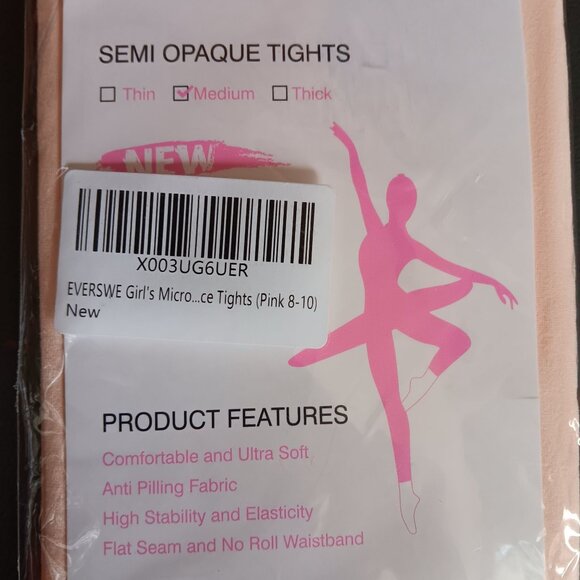 SEMI OPAQUE TIGHTS
Thin Medium Thick
NEW
X003UG6UER
EVERSWE Girl's Micro...ce Tights (Pink 8-10)
New
PRODUCT FEATURES
Comfortable and Ultra Soft
Anti Pilling Fabric
High Stability and Elasticity
Flat Seam and No Roll Waistband